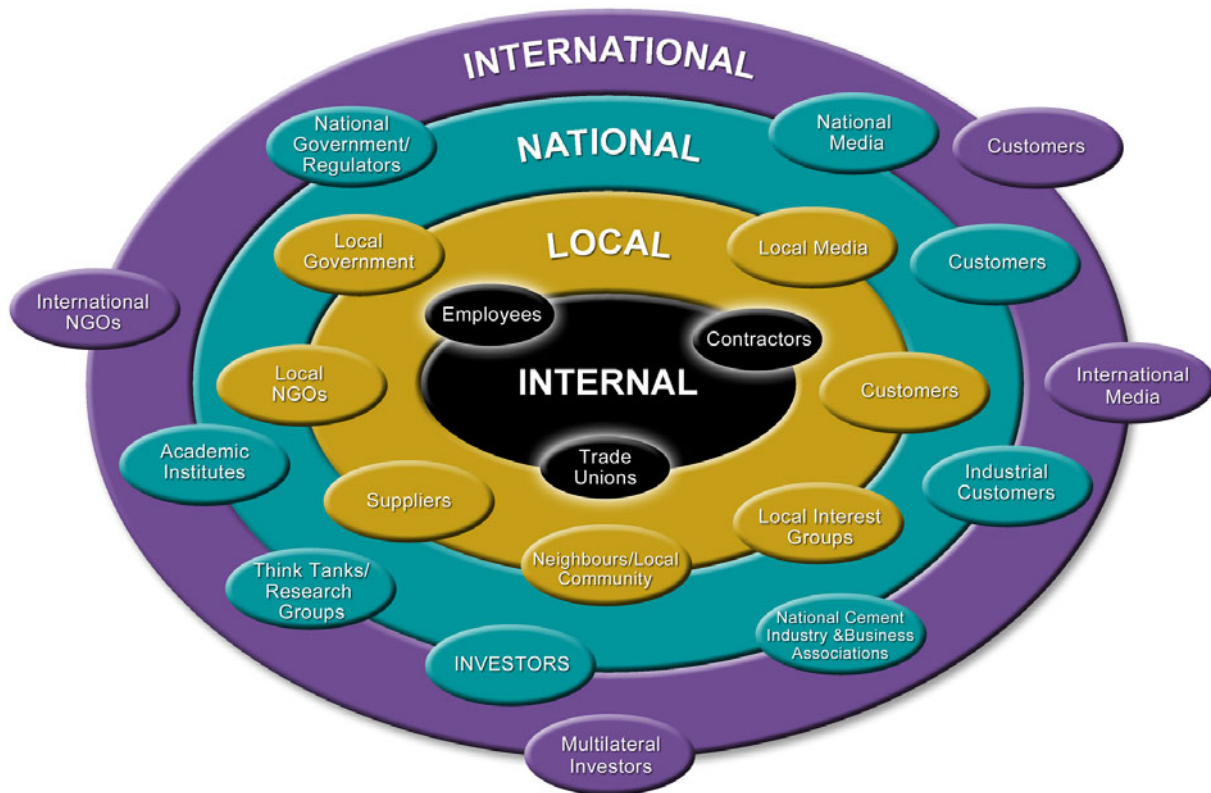 INTERNATIONAL
National
Government/
Regulators
NATIONAL
National
Media
Customers
Local
Government
LOCAL
Local Media
Customers
International
NGOs
Employees
Contractors
Local
NGOs
INTERNAL
Customers
International
Media
Academic
Institutes
Suppliers
Trade
Unions
Local Interest
Groups
Industrial
Customers
Think Tanks/
Research
Groups
Neighbours/Local
Community
National Cement
Industry &Business
Associations
INVESTORS
Multilateral
Investors